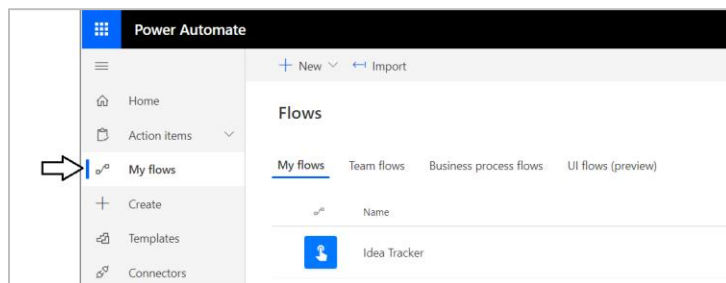 Power Automate
New Import
Home
Action items
My flows
Create
Templates
Connectors
Flows
My flows Team flows Business process flows UI flows (preview)
Name
Idea Tracker